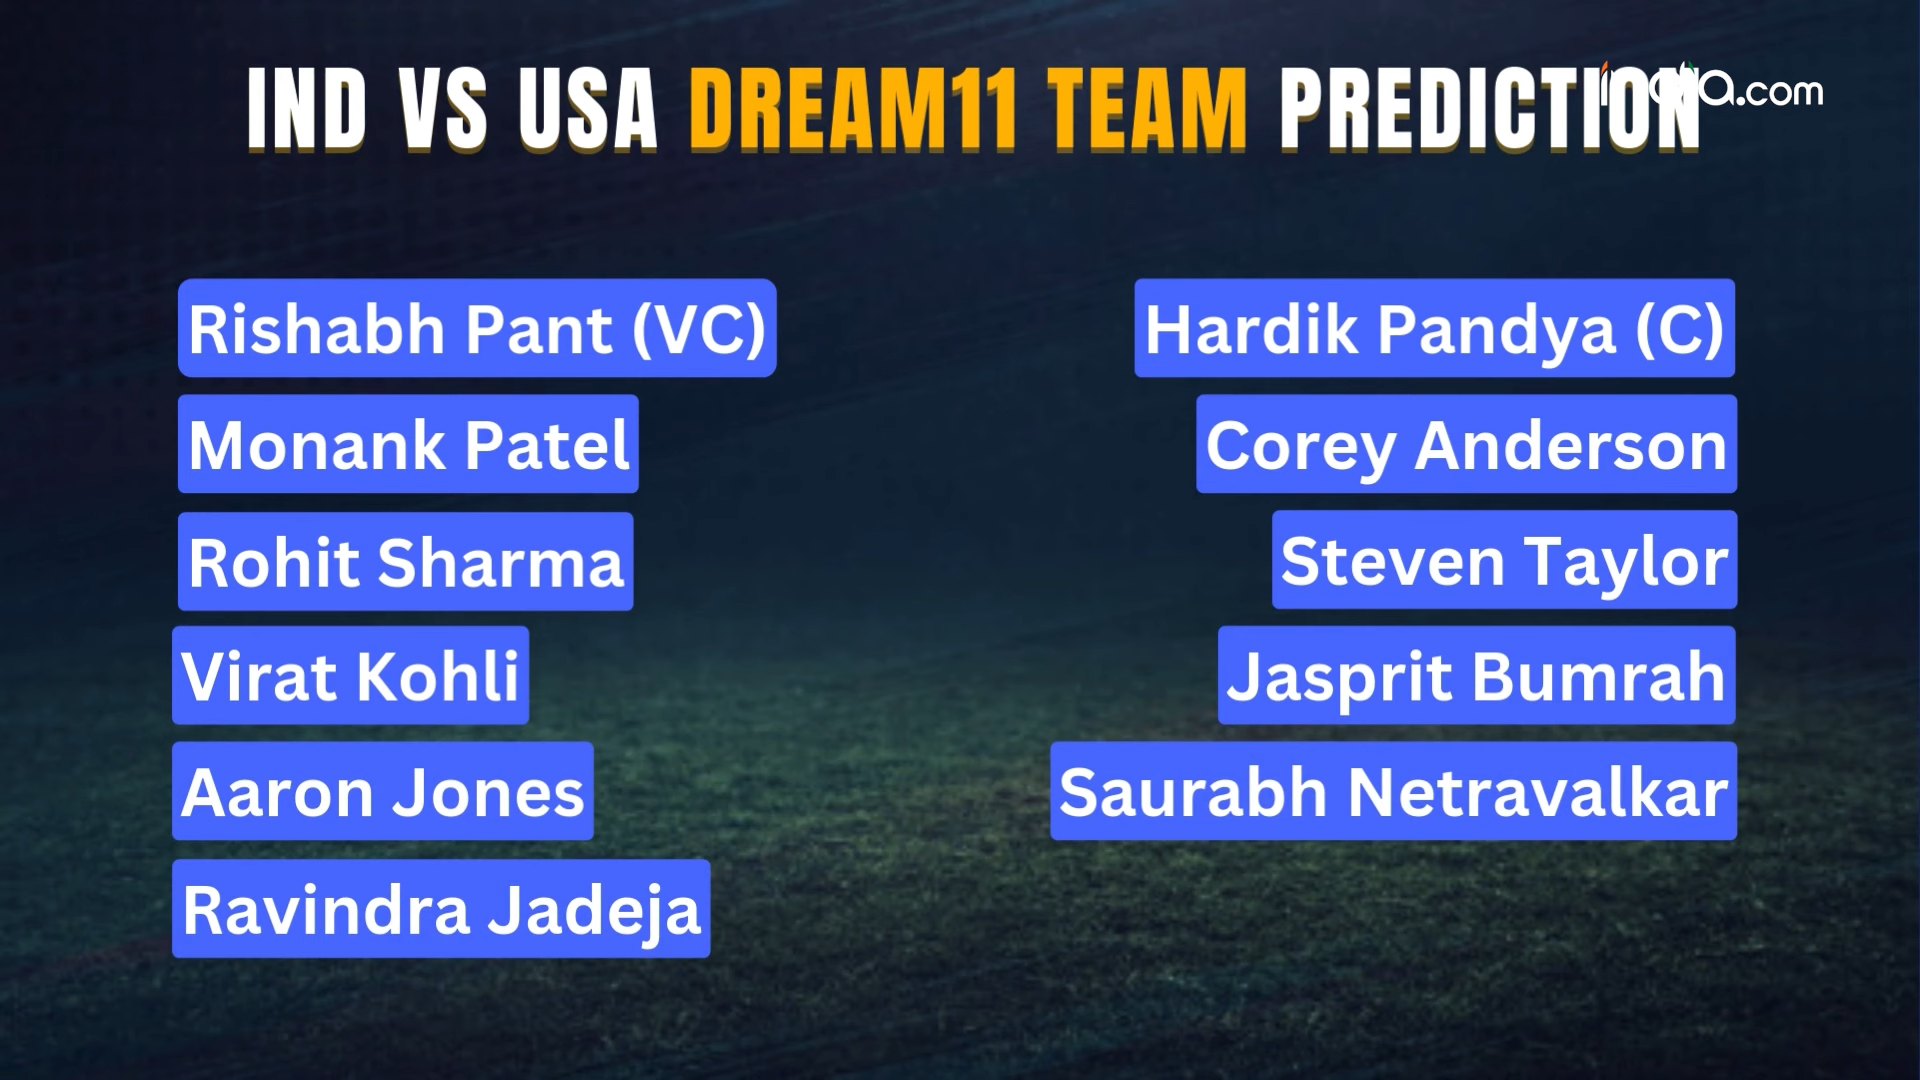 IND VS USA DREAM11 TEAM PREDICTION
india.com
Rishabh Pant (VC)
Monank Patel
Rohit Sharma
Virat Kohli
Aaron Jones
Ravindra Jadeja
Hardik Pandya (C)
Corey Anderson
Steven Taylor
Jasprit Bumrah
Saurabh Netravalkar